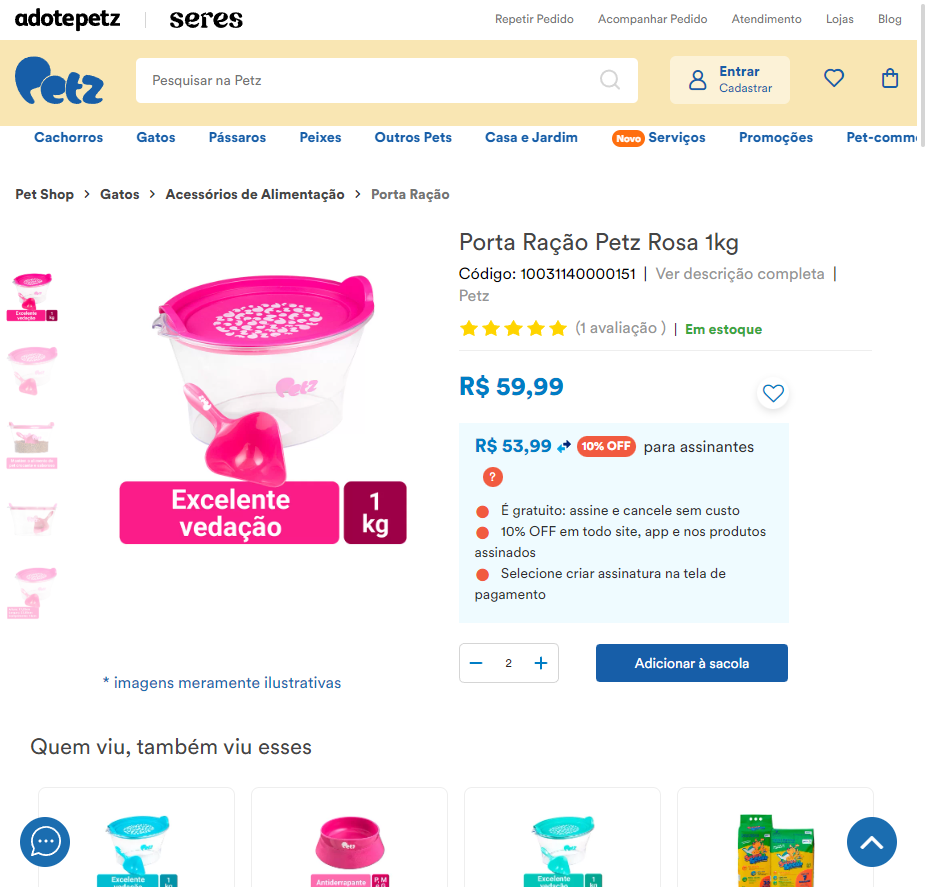 adotepetz
seres
Repetir Pedido
Acompanhar Pedido
Atendimento
Lojas
Blog
Petz
Pesquisar na Petz
Entrar
Cadastrar
Cachorros
Gatos
Pássaros
Peixes
Outros Pets
Casa e Jardim
Novo Serviços
Promoções
Pet-comm
Pet Shop > Gatos > Acessórios de Alimentação > Porta Ração
Porta Ração Petz Rosa 1kg
Código: 10031140000151 | Ver descrição completa |
Petz
(1 avaliação ) | Em estoque
R$ 59,99
R$ 53,99 10% OFF para assinantes
?
É gratuito: assine e cancele sem custo
10% OFF em todo site, app e nos produtos
assinados
Selecione criar assinatura na tela de
pagamento
− 2 +
Adicionar à sacola
Petz
Excelente
vedação
1
kg
Excelente
vedação
1
kg
* imagens meramente ilustrativas
Quem viu, também viu esses
Excelente
vedação
1
kg
Petz
Antiderrapante
Excelente
vedação
1
kg